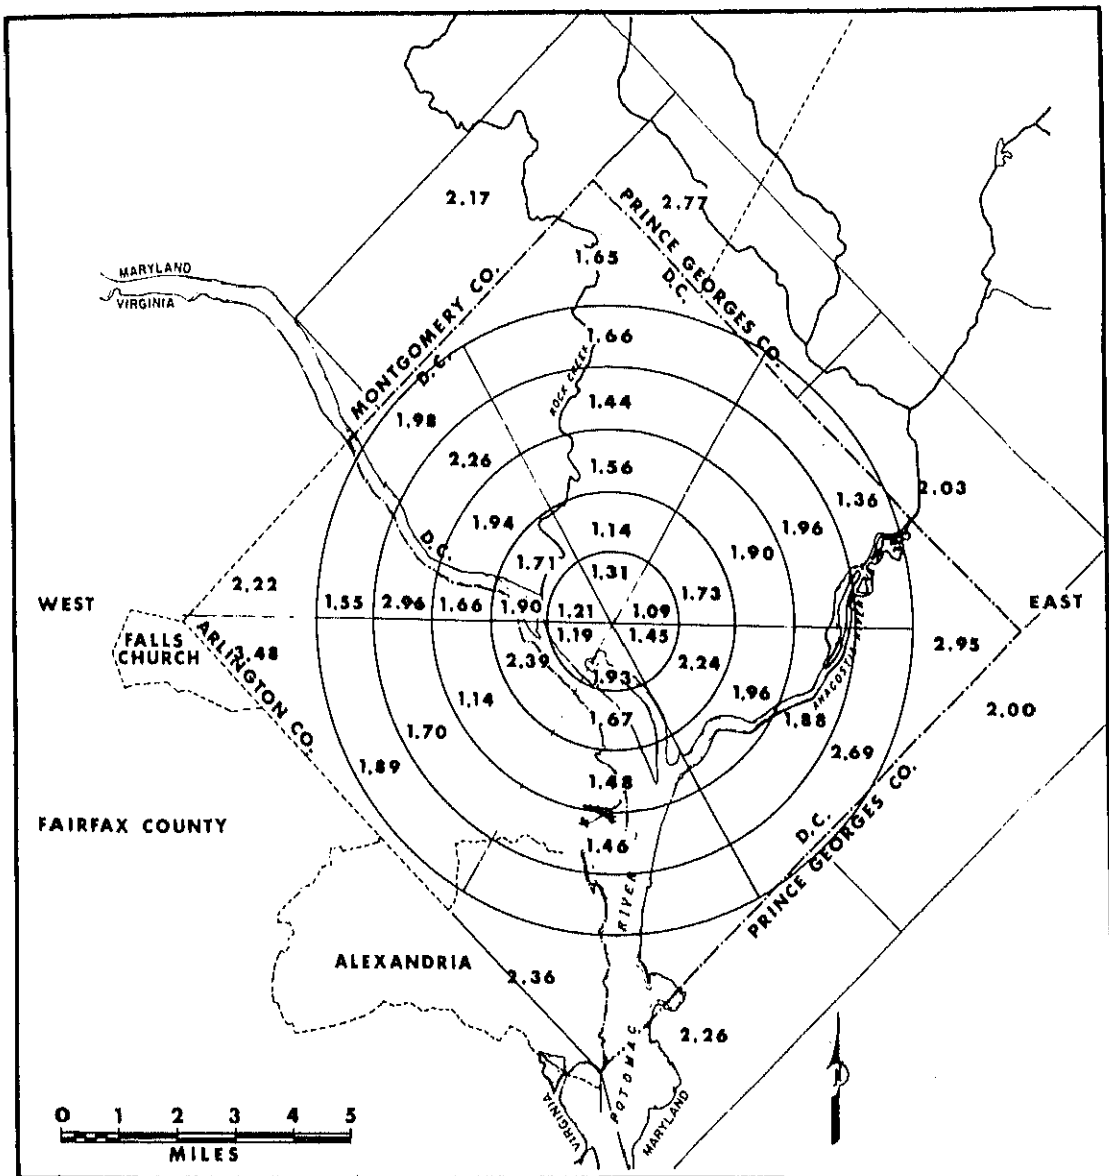 2.17
2.77
PRINCE GEORGES CO.
D.C.
1.65
MARYLAND
VIRGINIA
MONTGOMERY CO.
D.C.
1.66
ROCK CREEK
1.98
1.44
2.26
1.56
1.36
2.03
1.94
1.14
1.96
D.C.
1.90
1.71
1.31
2.22
1.73
WEST
1.55
2.96
1.66
1.90
1.21
1.09
EAST
FALLS
CHURCH
ARLINGTON CO.
1.19
1.45
2.95
2.39
2.24
ANACOSTIA RIVER
1.93
1.14
1.96
2.00
1.67
1.88
1.70
2.69
1.89
1.48
FAIRFAX COUNTY
D.C.
PRINCE GEORGES CO.
1.46
ALEXANDRIA
2.36
POTOMAC RIVER
2.26
N
VIRGINIA
MARYLAND
0 1 2 3 4 5
MILES